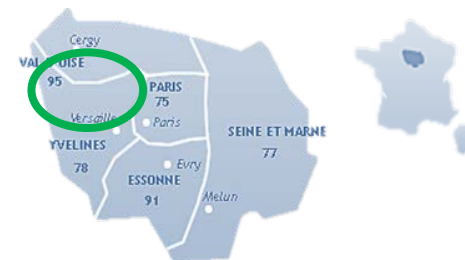 Cergy
VAL OISE
95
PARIS
75
Versaille
Paris
YVELINES
78
SEINE ET MARNE
77
Evry
ESSONNE
91
Melun